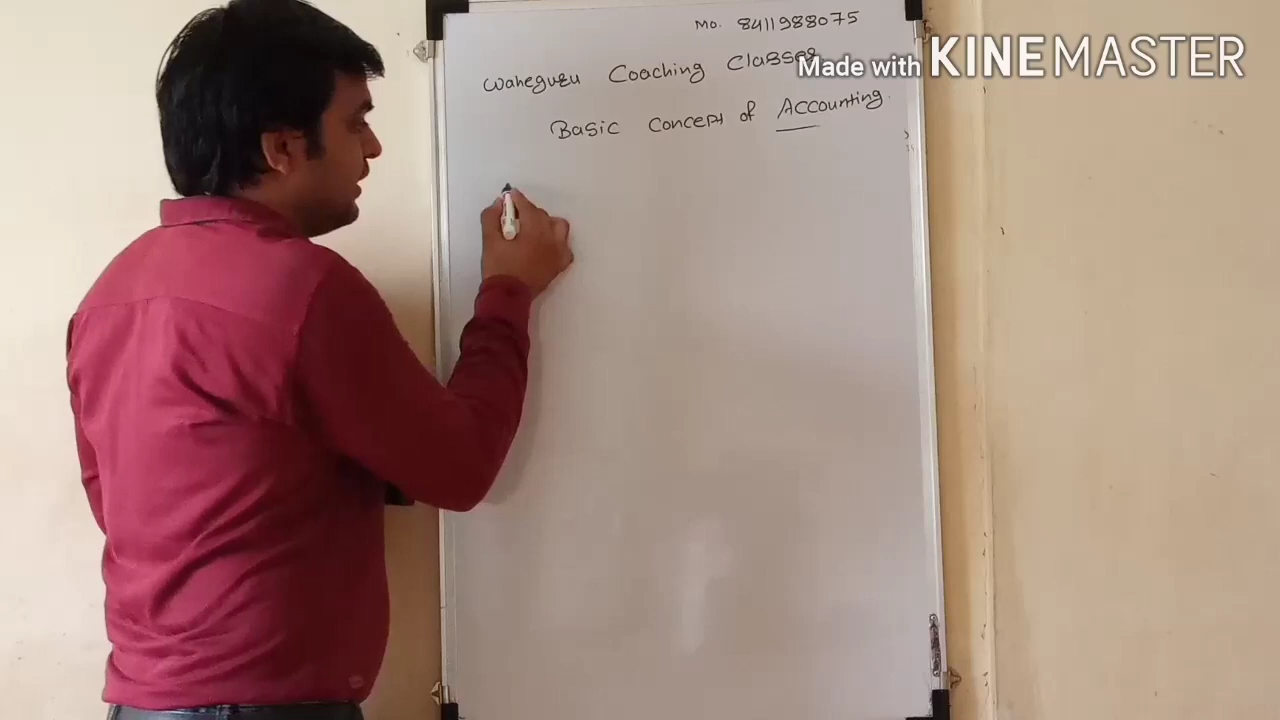 Mo. 8411988075
Waheguru Coaching Classes
Made with KINEMASTER
Basic Concept of Accounting.